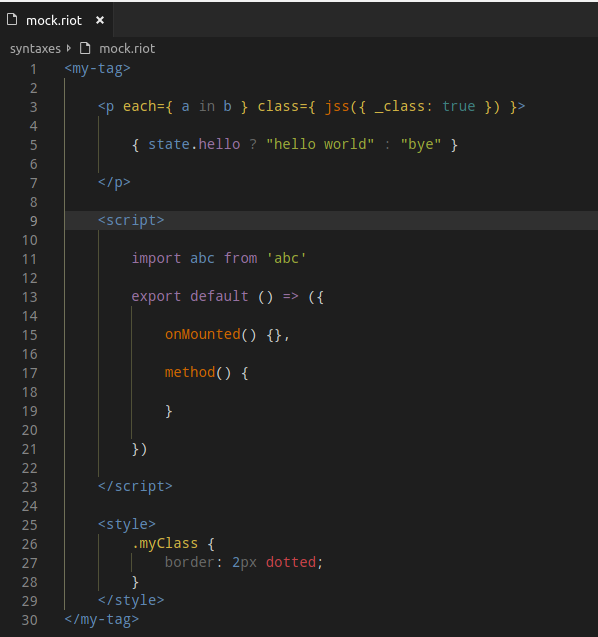 mock.riot ×
syntaxes mock.riot
1 <my-tag>
2
3 <p each={ a in b } class={ jss({ _class: true }) }>
4
5 { state.hello ? "hello world" : "bye" }
6
7 </p>
8
9 <script>
10
11 import abc from 'abc'
12
13 export default () => ({
14
15 onMounted() {},
16
17 method() {
18
19 }
20
21 })
22
23 </script>
24
25 <style>
26 .myClass {
27 border: 2px dotted;
28 }
29 </style>
30 </my-tag>